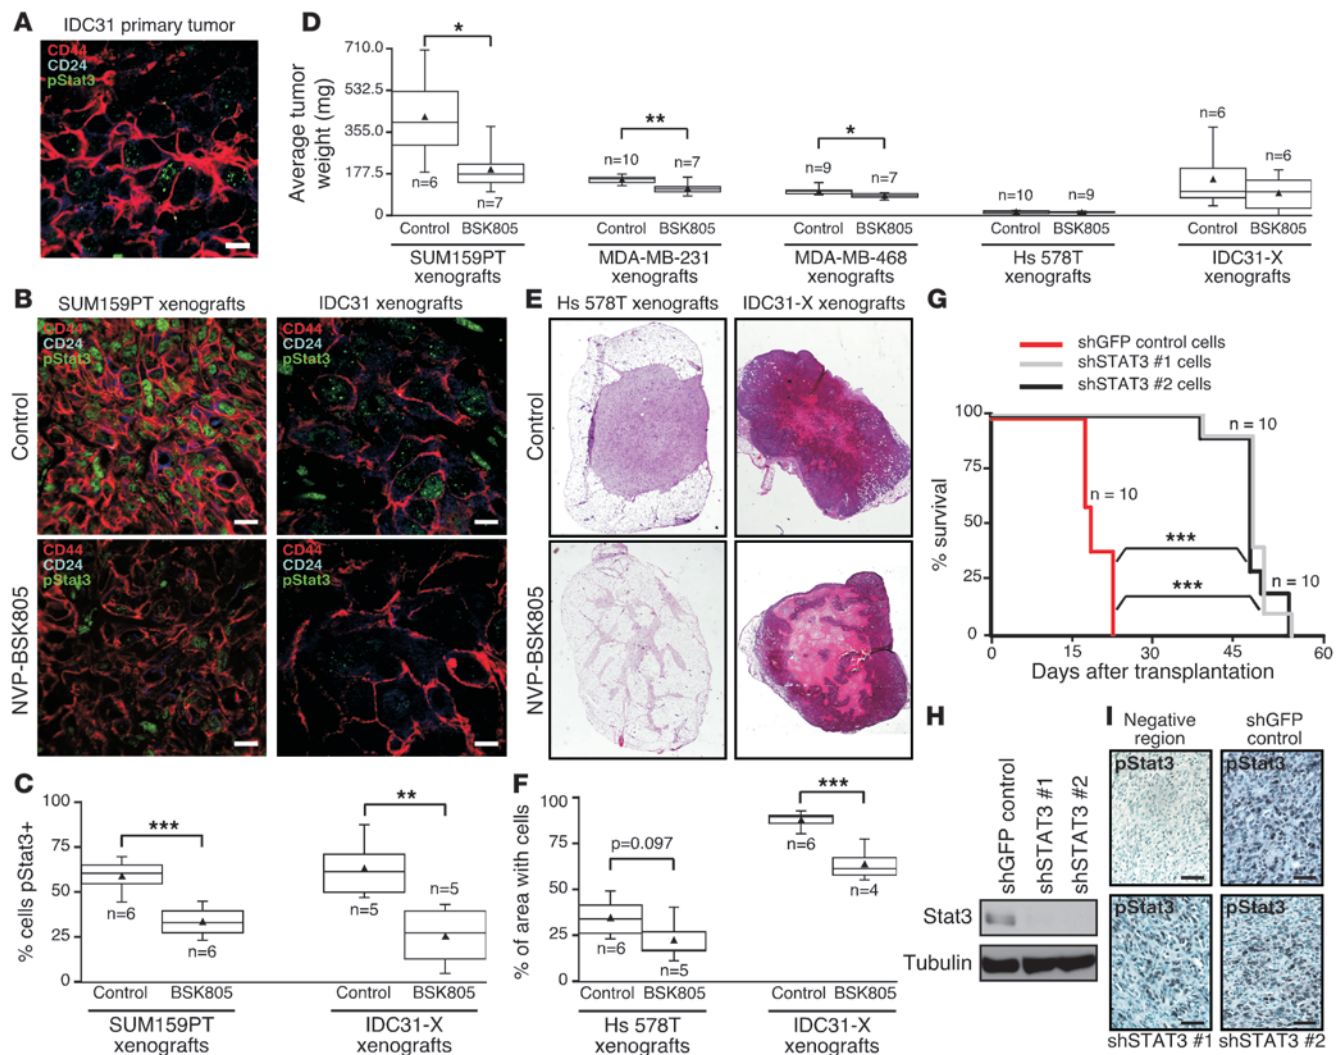 A
IDC31 primary tumor
CD44
CD24
pStat3
D
Average tumor
weight (mg)
710.0
532.5
355.0
177.5
0
*
n=6
n=7
**
n=10
n=7
*
n=9
n=7
n=10
n=9
n=6
n=6
Control BSK805
Control BSK805
Control BSK805
Control BSK805
Control BSK805
SUM159PT
xenografts
MDA-MB-231
xenografts
MDA-MB-468
xenografts
Hs 578T
xenografts
IDC31-X
xenografts
B
SUM159PT xenografts
IDC31 xenografts
Control
CD44
CD24
pStat3
CD44
CD24
pStat3
NVP-BSK805
CD44
CD24
pStat3
CD44
CD24
pStat3
E
Hs 578T xenografts
IDC31-X xenografts
Control
NVP-BSK805
G
shGFP control cells
shSTAT3 #1 cells
shSTAT3 #2 cells
% survival
100
75
50
25
0
n = 10
n = 10
n = 10
***
***
0 15 30 45 60
Days after transplantation
C
% cells pStat3+
100
75
50
25
0
***
n=6
n=6
**
n=5
n=5
Control BSK805
Control BSK805
SUM159PT
xenografts
IDC31-X
xenografts
F
% of area with cells
100
75
50
25
0
p=0.097
n=6
n=5
***
n=6
n=4
Control BSK805
Control BSK805
Hs 578T
xenografts
IDC31-X
xenografts
H
shGFP control
shSTAT3 #1
shSTAT3 #2
Stat3
Tubulin
I
Negative
region
shGFP
control
pStat3
pStat3
pStat3
pStat3
shSTAT3 #1
shSTAT3 #2